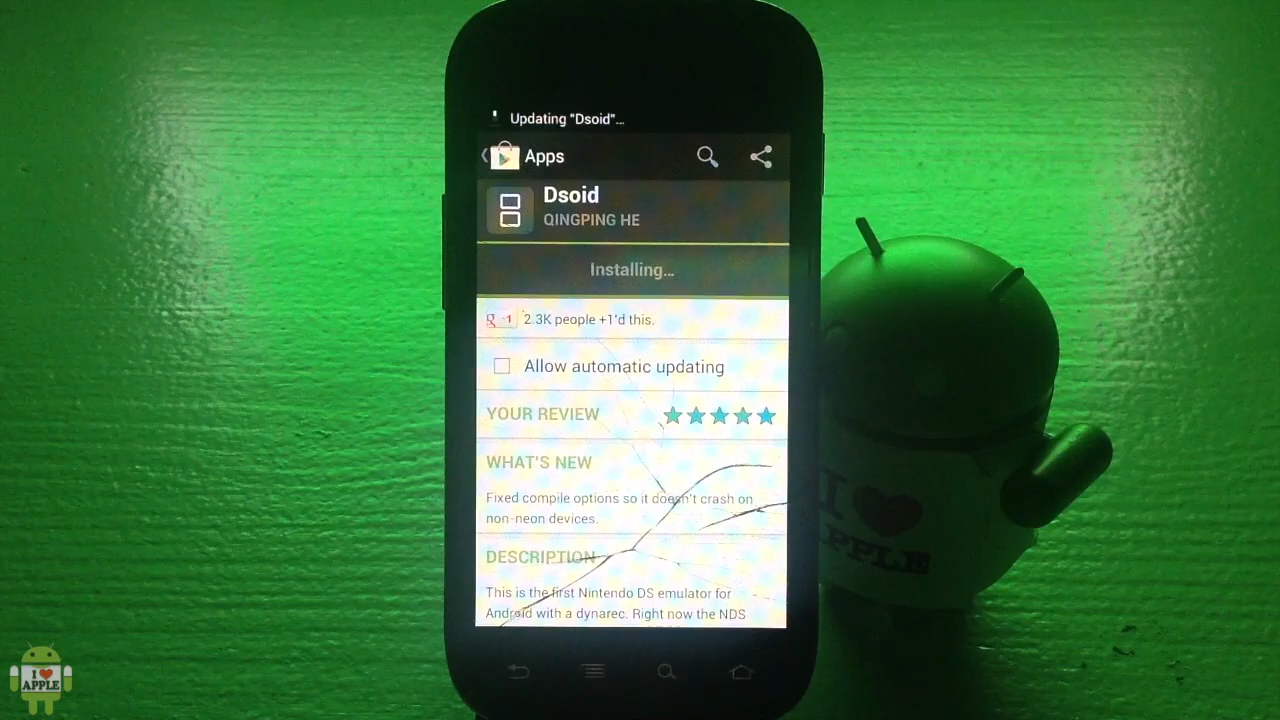 Updating "Dsoid"...
Apps
Dsoid
QINGPING HE
Installing...
2.3K people +1'd this.
Allow automatic updating
YOUR REVIEW
WHAT'S NEW
Fixed compile options so it doesn't crash on
non-neon devices.
DESCRIPTION
This is the first Nintendo DS emulator for
Android with a dynarec. Right now the NDS
I
APPLE
I
APPLE